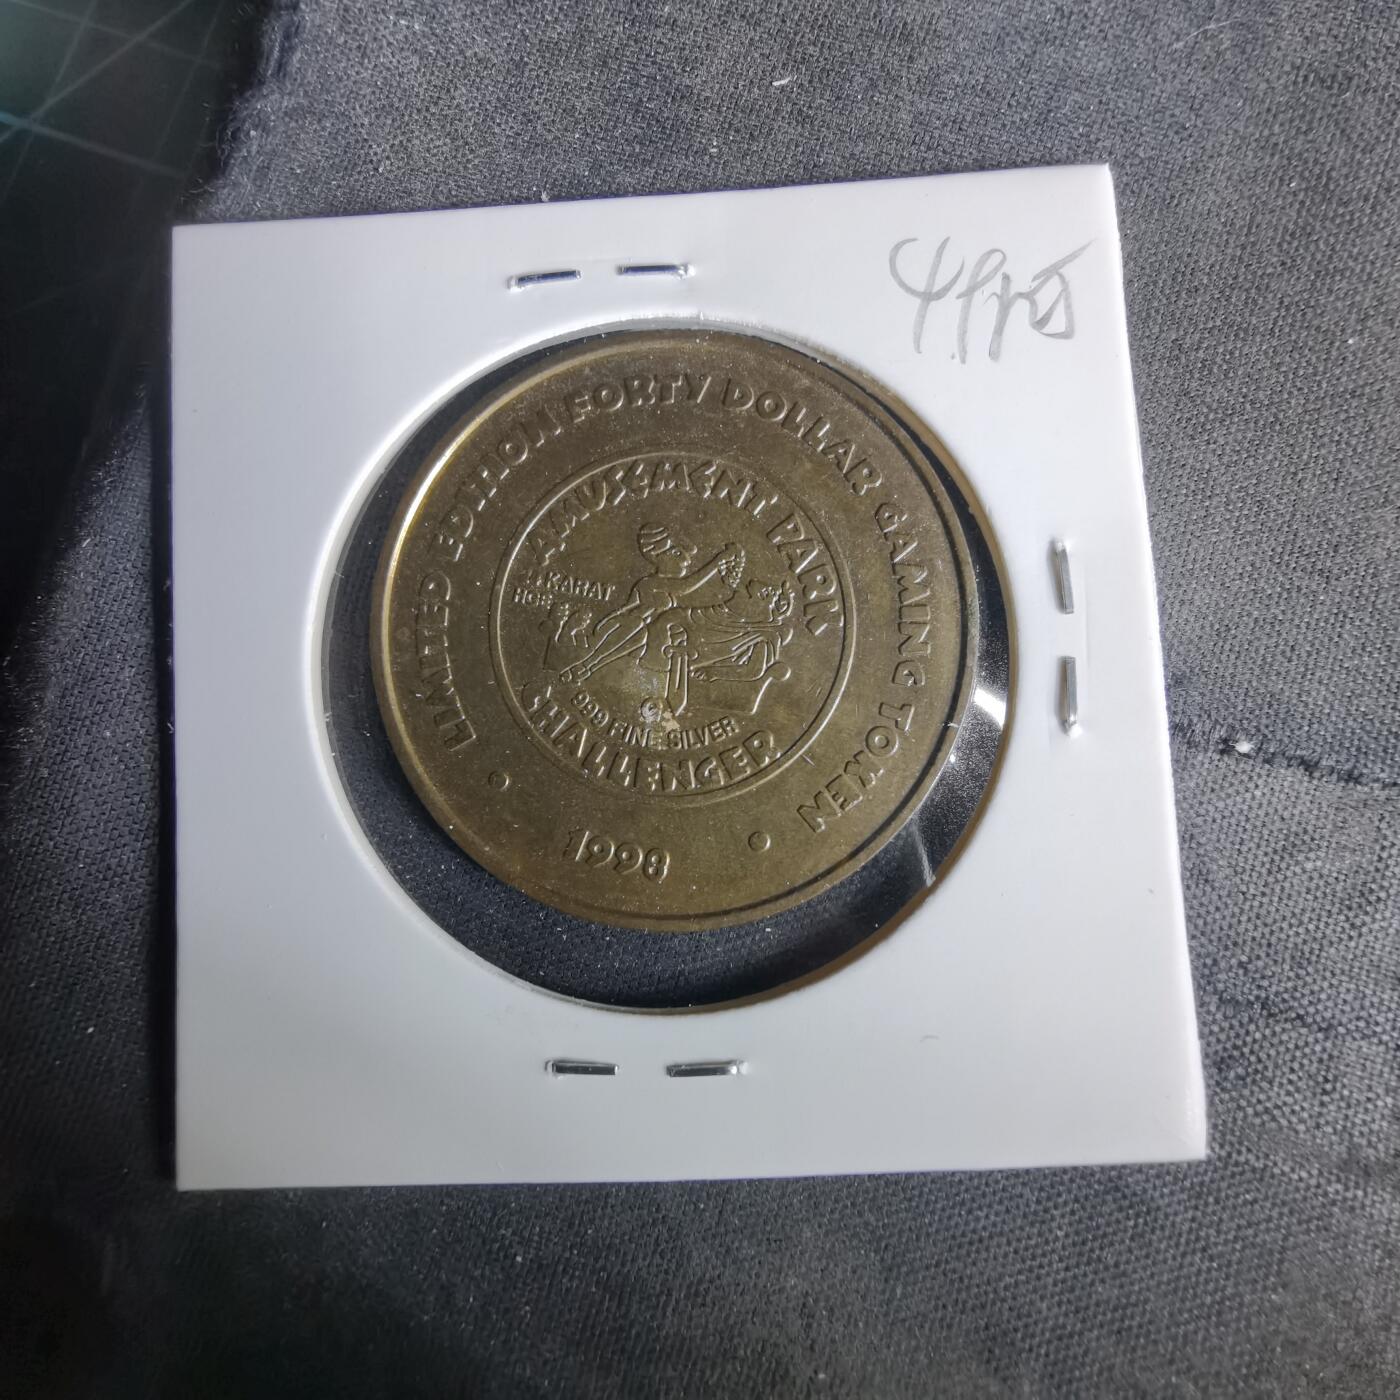 LIMITED EDITION FORTY DOLLAR GAMING TOKEN
AMUSEMENT PARK
KARAT
.999 FINE SILVER
CHALLENGER
1998